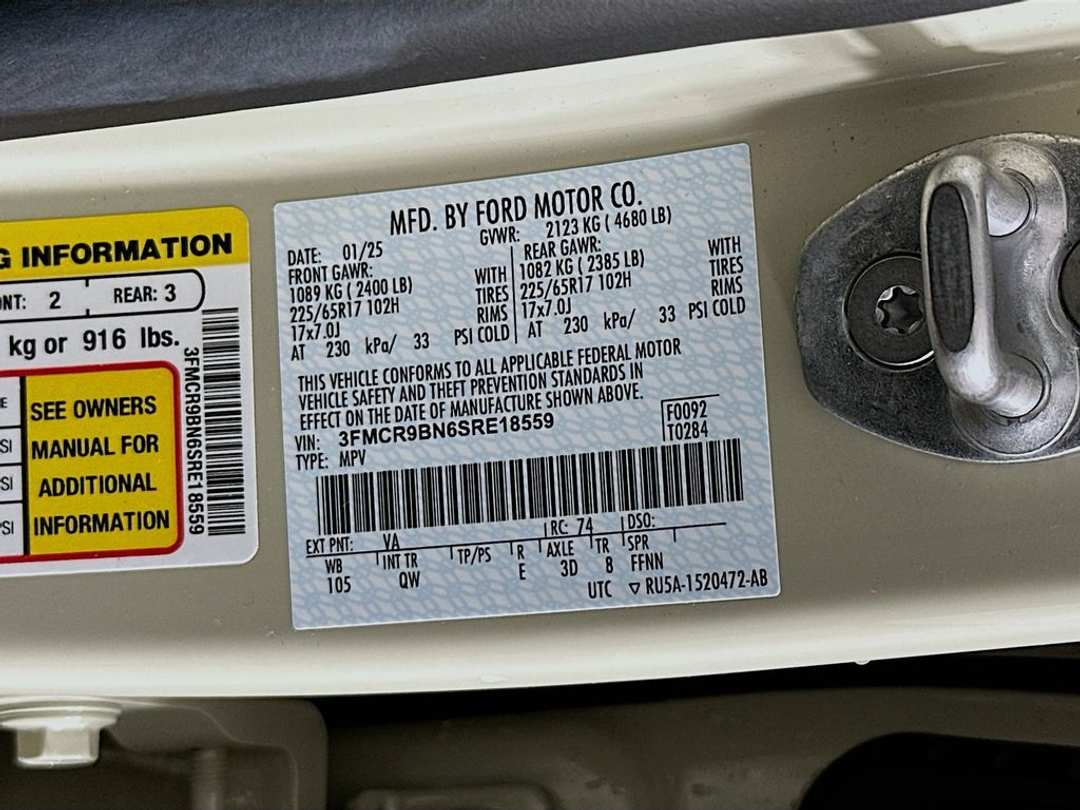 G INFORMATION
NT: 2 REAR: 3
kg or 916 lbs.
SEE OWNERS
MANUAL FOR
ADDITIONAL
INFORMATION
3FMCR9BN6SRE18559
MFD. BY FORD MOTOR CO.
DATE: 01/25 GVWR: 2123 KG ( 4680 LB)
FRONT GAWR: REAR GAWR:
1089 KG ( 2400 LB) WITH 1082 KG ( 2385 LB) WITH
225/65R17 102H TIRES 225/65R17 102H TIRES
17x7.0J RIMS 17x7.0J RIMS
AT 230 kPa/ 33 PSI COLD AT 230 kPa/ 33 PSI COLD
THIS VEHICLE CONFORMS TO ALL APPLICABLE FEDERAL MOTOR
VEHICLE SAFETY AND THEFT PREVENTION STANDARDS IN
EFFECT ON THE DATE OF MANUFACTURE SHOWN ABOVE.
VIN: 3FMCR9BN6SRE18559 F0092
TYPE: MPV T0284
EXT PNT: VA RC: 74 DSO:
WB INT TR TP/PS R AXLE TR SPR
105 QW E 3D 8 FFNN
UTC ▽ RU5A-1520472-AB